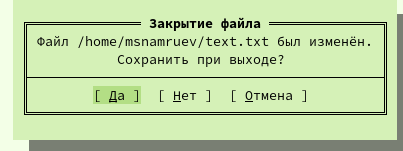 Закрытие файла
Файл /home/msnamruev/text.txt был изменён.
Сохранить при выходе?
[ Да ] [ Нет ] [ Отмена ]